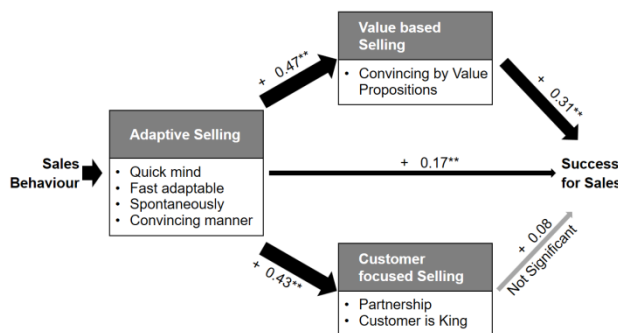 Value based
Selling
• Convincing by Value
Propositions
+ 0.47**
+ 0.31**
Adaptive Selling
• Quick mind
• Fast adaptable
• Spontaneously
• Convincing manner
Sales
Behaviour
+ 0.17**
Success
for Sales
+ 0.43**
+ 0.08
Not Significant
Customer
focused Selling
• Partnership
• Customer is King